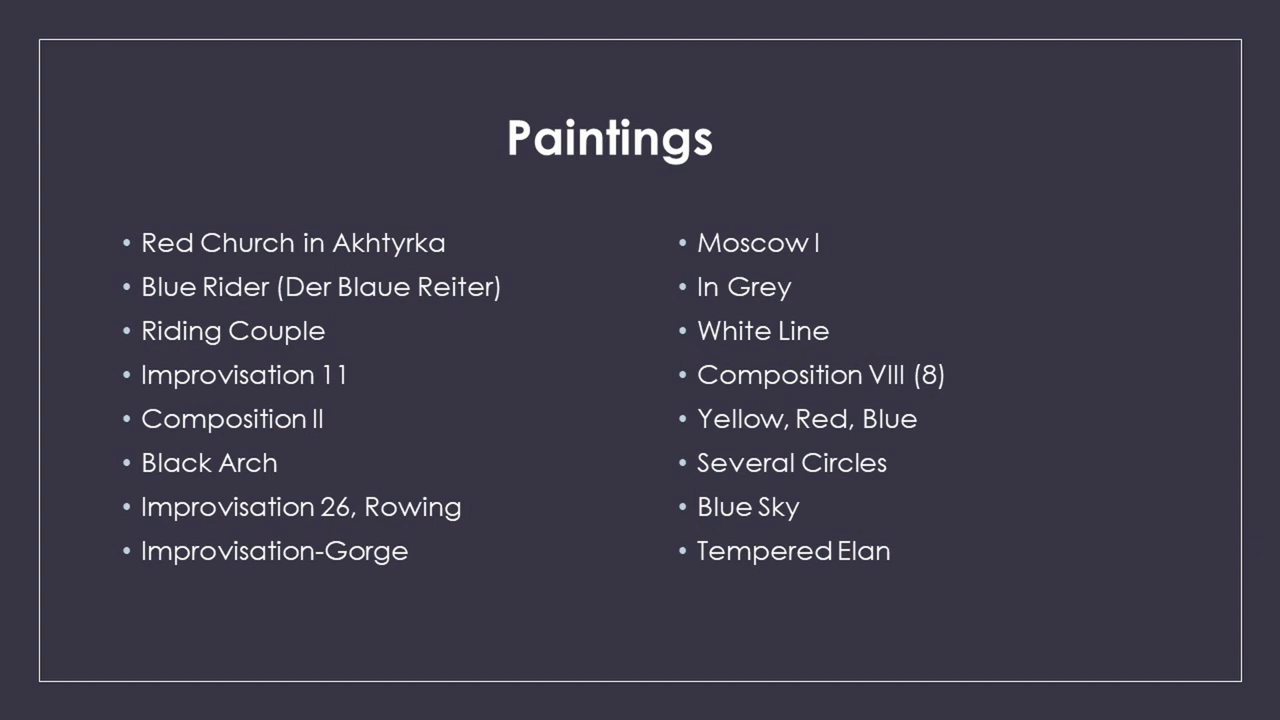 Paintings
• Red Church in Akhtyrka
• Blue Rider (Der Blaue Reiter)
• Riding Couple
• Improvisation 11
• Composition II
• Black Arch
• Improvisation 26, Rowing
• Improvisation-Gorge
• Moscow I
• In Grey
• White Line
• Composition VIII (8)
• Yellow, Red, Blue
• Several Circles
• Blue Sky
• Tempered Elan